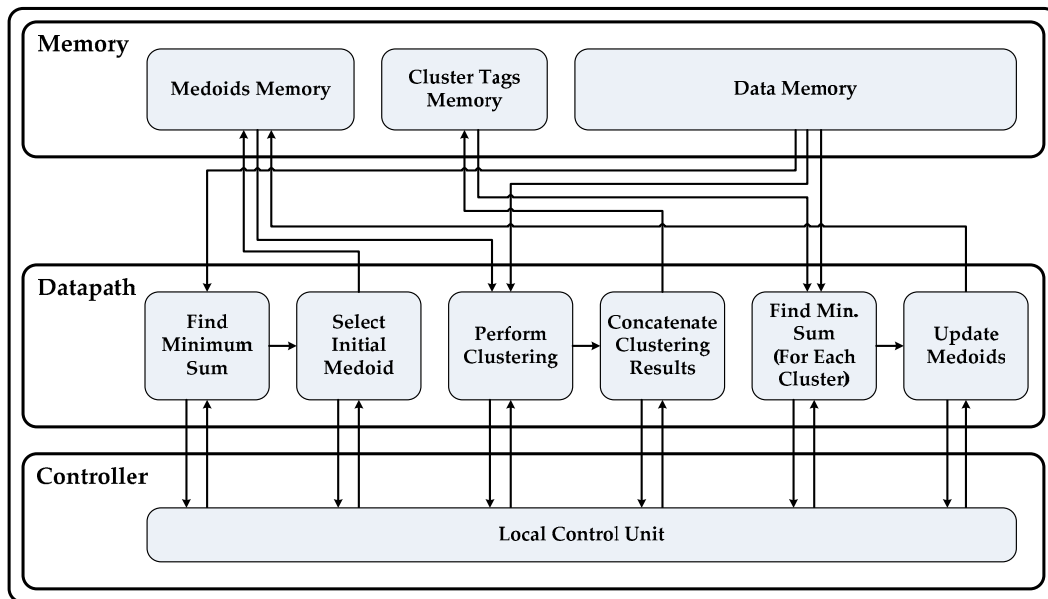 Memory
Medoids Memory
Cluster Tags
Memory
Data Memory
Datapath
Find
Minimum
Sum
Select
Initial
Medoid
Perform
Clustering
Concatenate
Clustering
Results
Find Min.
Sum
(For Each
Cluster)
Update
Medoids
Controller
Local Control Unit